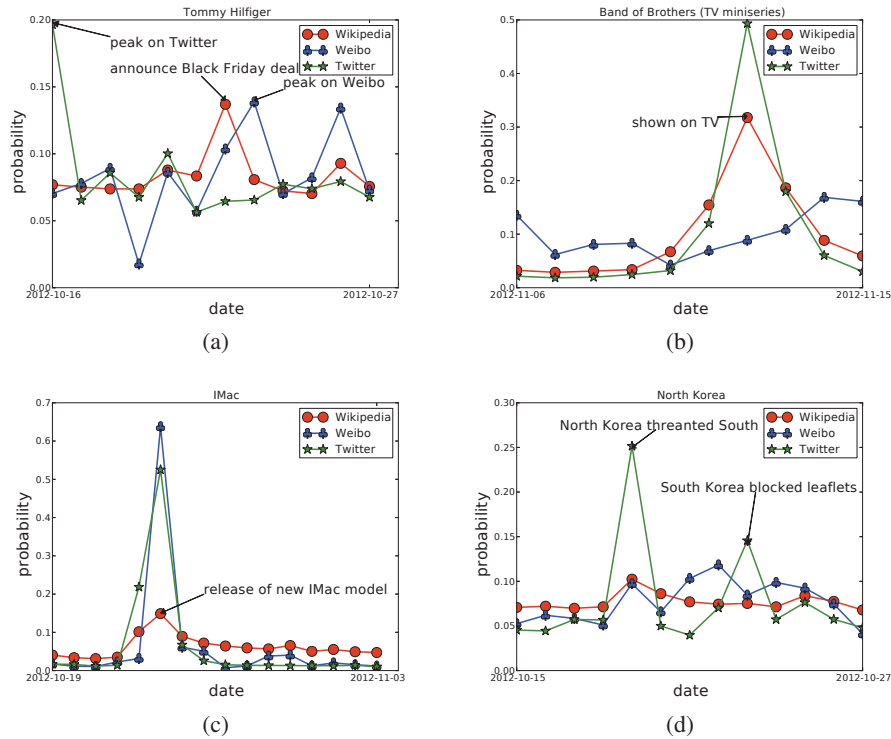 Tommy Hilfiger
0.20
0.15
0.10
0.05
0.00
probability
peak on Twitter
announce Black Friday deal
peak on Weibo
Wikipedia
Weibo
Twitter
2012-10-16
2012-10-27
date
(a)
Band of Brothers (TV miniseries)
0.5
0.4
0.3
0.2
0.1
0.0
probability
shown on TV
Wikipedia
Weibo
Twitter
2012-11-06
2012-11-15
date
(b)
IMac
0.7
0.6
0.5
0.4
0.3
0.2
0.1
0.0
probability
release of new IMac model
Wikipedia
Weibo
Twitter
2012-10-19
2012-11-03
date
(c)
North Korea
0.30
0.25
0.20
0.15
0.10
0.05
0.00
probability
North Korea threatnted South
South Korea blocked leaflets
Wikipedia
Weibo
Twitter
2012-10-15
2012-10-27
date
(d)